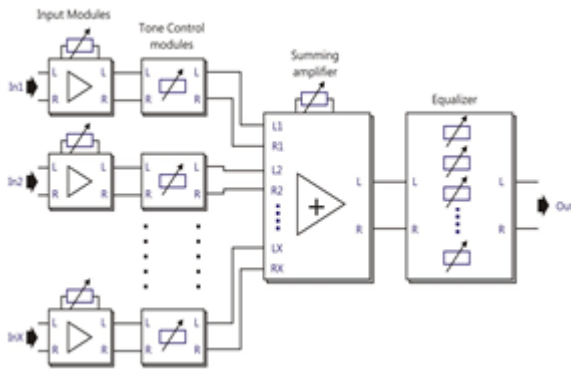 Input Modules
Tone Control
modules
Summing
amplifier
Equalizer
In1
L L L L
R R R R
L1
R1
In2
L L L L
R R R R
L2
R2
L L L
R R R
Out
LX
RX
InX
L L L L
R R R R